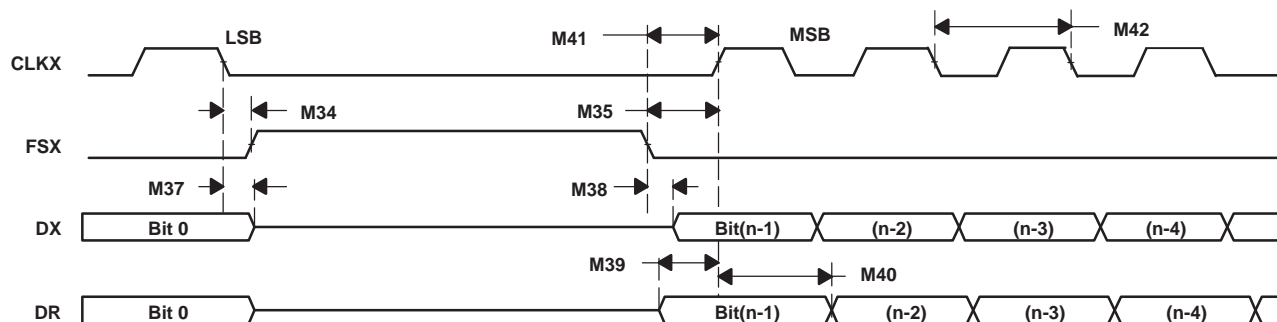 LSB
M41
MSB
M42
CLKX
M34
M35
FSX
M37
M38
DX
Bit 0
Bit(n-1)
(n-2)
(n-3)
(n-4)
M39
M40
DR
Bit 0
Bit(n-1)
(n-2)
(n-3)
(n-4)